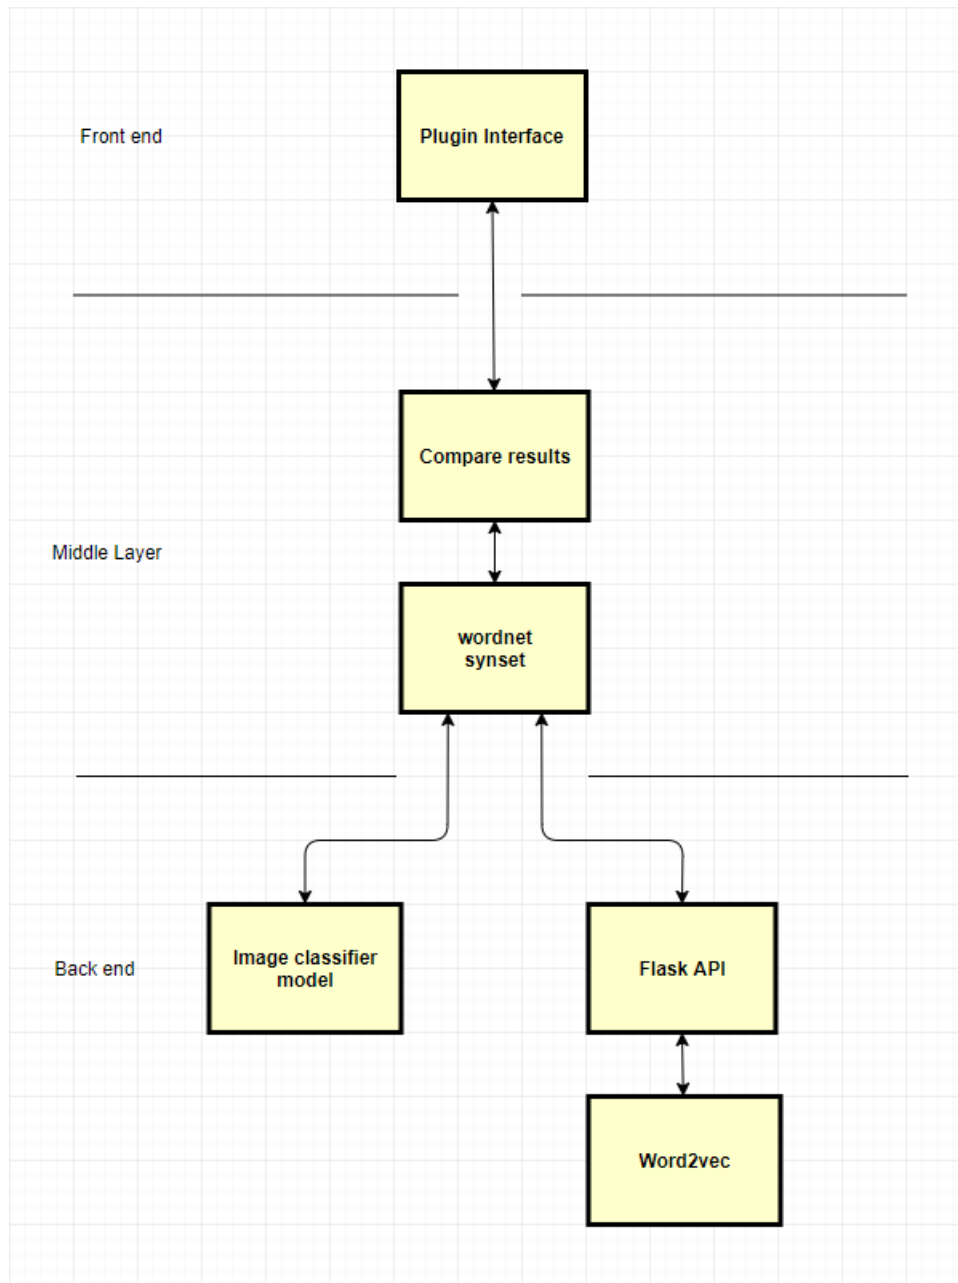 Front end
Plugin Interface
Compare results
Middle Layer
wordnet
synset
Back end
Image classifier
model
Flask API
Word2vec